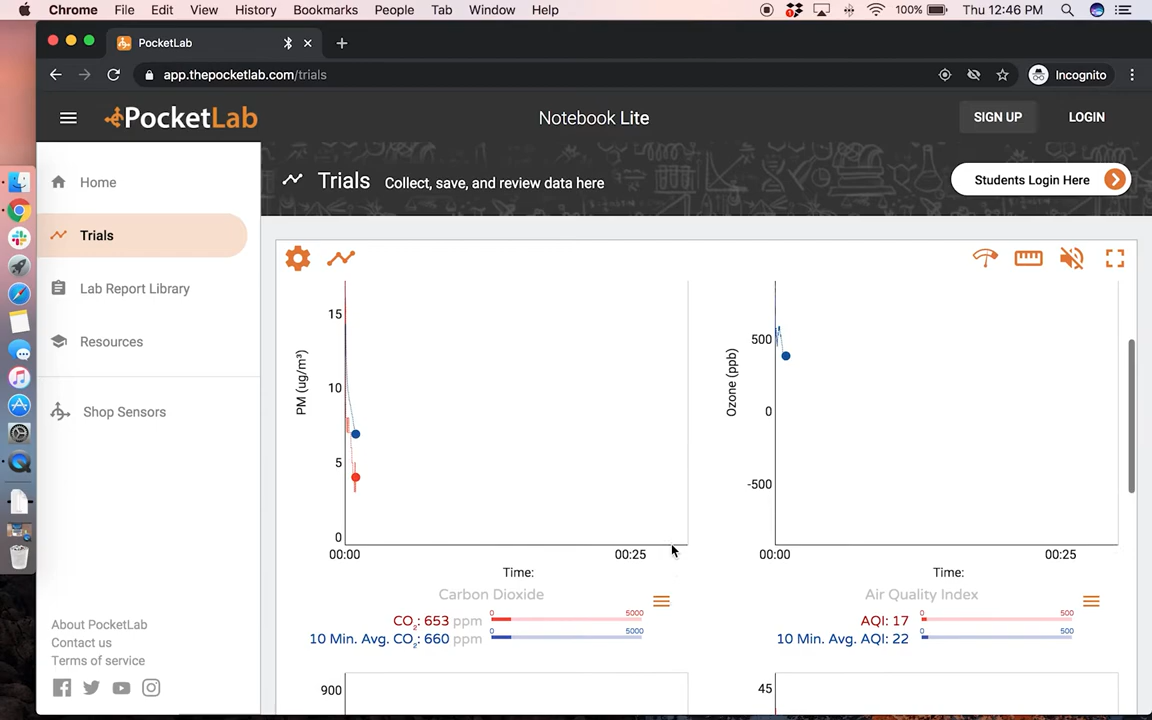 Chrome File Edit View History Bookmarks People Tab Window Help 100% Thu 12:46 PM
PocketLab
app.thepocketlab.com/trials Incognito
PocketLab Notebook Lite SIGN UP LOGIN
Home
Trials
Lab Report Library
Resources
Shop Sensors
About PocketLab
Contact us
Terms of service
Trials Collect, save, and review data here Students Login Here
PM (ug/m³)
15
10
5
0
00:00 00:25
Time:
Ozone (ppb)
500
0
-500
00:00 00:25
Time:
Carbon Dioxide
CO₂: 653 ppm 0 5000
10 Min. Avg. CO₂: 660 ppm 0 5000
900
Air Quality Index
AQI: 17 0 500
10 Min. Avg. AQI: 22 0 500
45